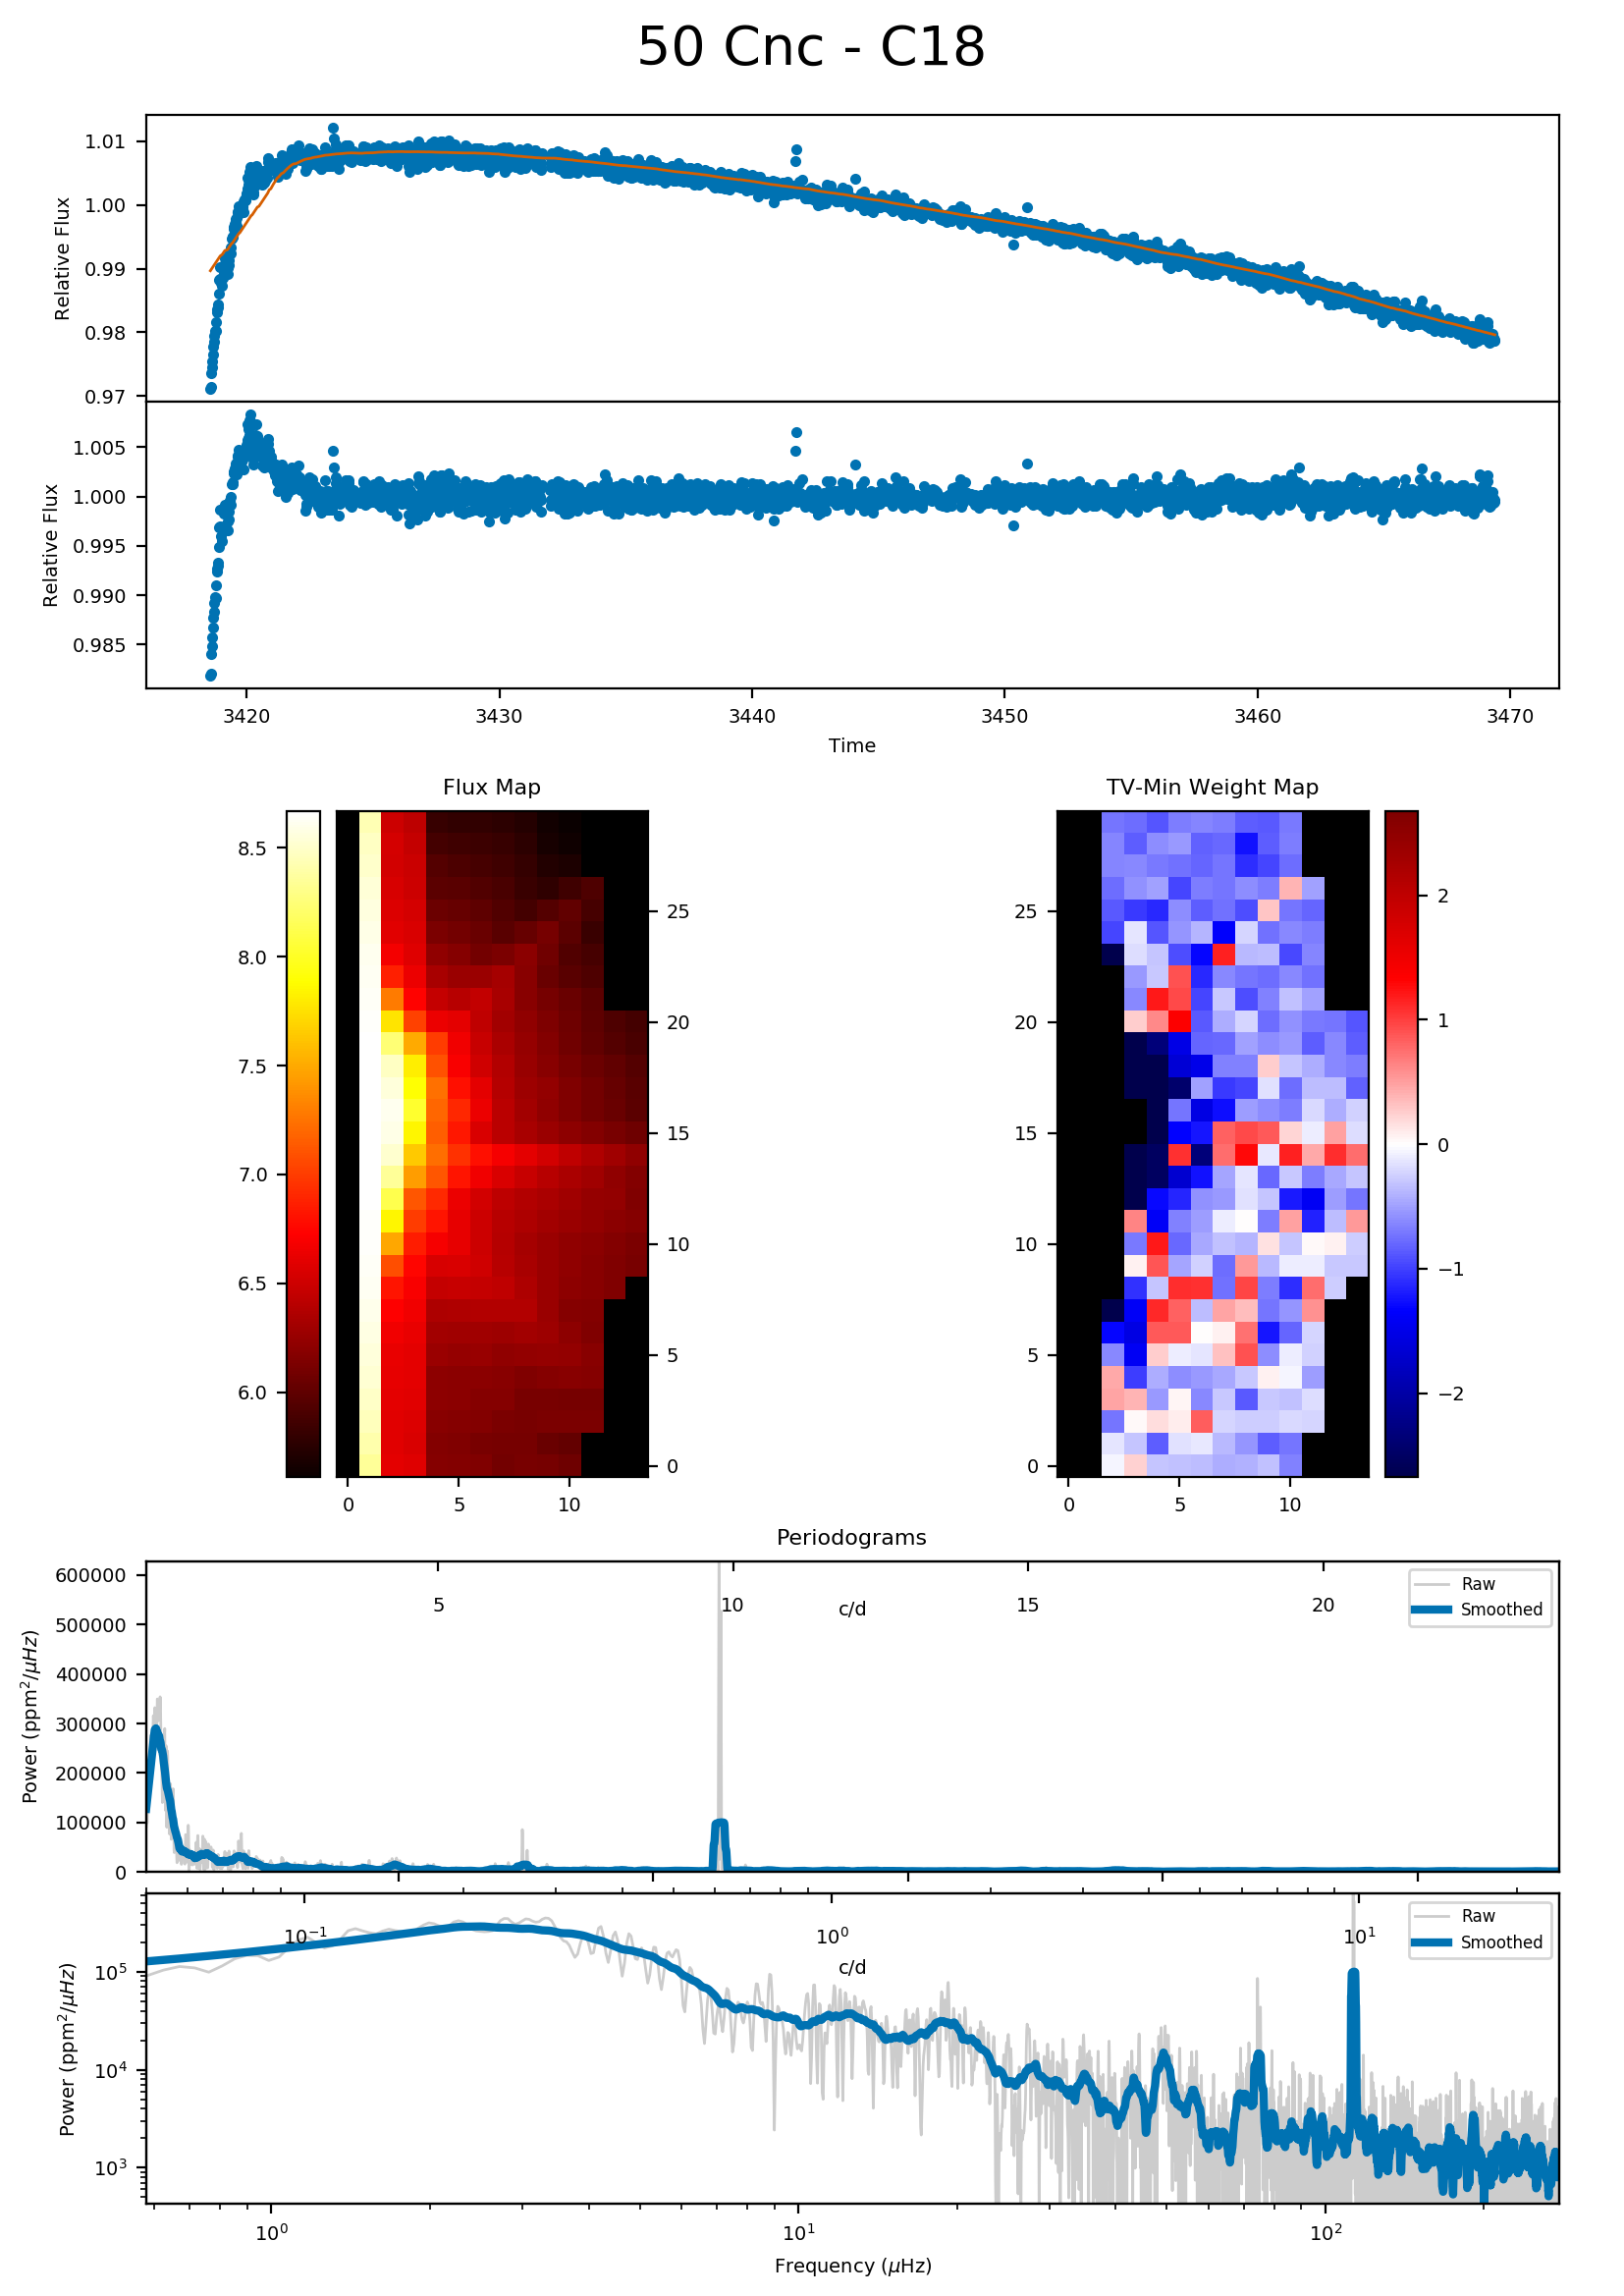 50 Cnc - C18
1.01
1.00
0.99
0.98
0.97
Relative Flux
1.005
1.000
0.995
0.990
0.985
Relative Flux
3420 3430 3440 3450 3460 3470
Time
Flux Map
8.5
8.0
7.5
7.0
6.5
6.0
25
20
15
10
5
0
0 5 10
TV-Min Weight Map
25
20
15
10
5
0
0 5 10
2
1
0
−1
−2
Periodograms
600000
500000
400000
300000
200000
100000
0
Power (ppm²/μHz)
5 10 15 20
c/d
Raw
Smoothed
10⁵
10⁴
10³
Power (ppm²/μHz)
10⁻¹ 10⁰ 10¹
c/d
Raw
Smoothed
10⁰ 10¹ 10²
Frequency (μHz)